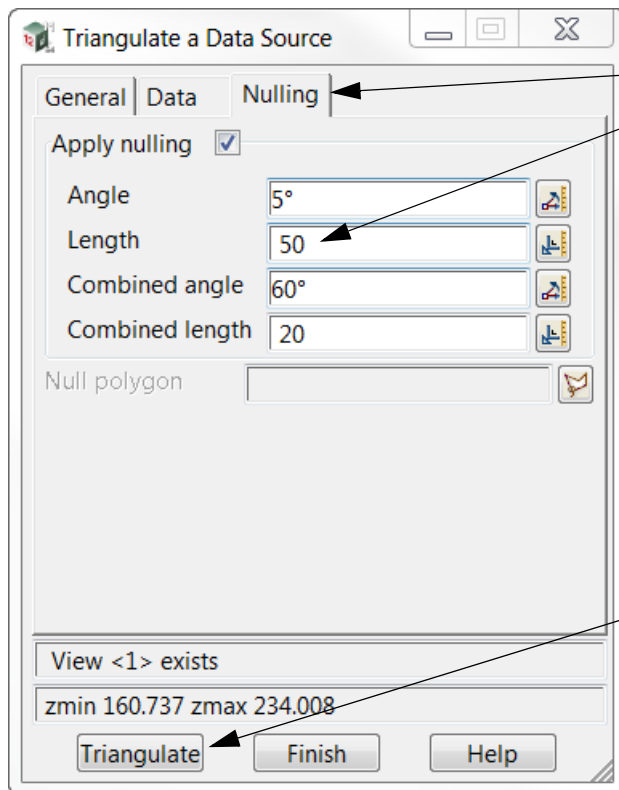 Triangulate a Data Source
General Data Nulling
Apply nulling
Angle 5°
Length 50
Combined angle 60°
Combined length 20
Null polygon
View <1> exists
zmin 160.737 zmax 234.008
Triangulate Finish Help